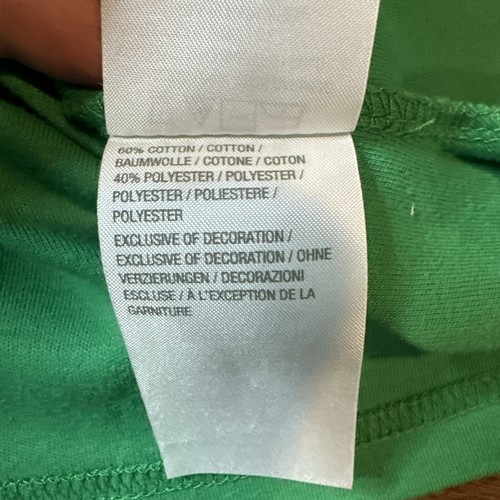 60% COTTON / COTTON /
BAUMWOLLE / COTONE / COTON
40% POLYESTER / POLYESTER /
POLYESTER / POLIESTERE /
POLYESTER
EXCLUSIVE OF DECORATION /
EXCLUSIVE OF DECORATION / OHNE
VERZIERUNGEN / DECORAZIONI
ESCLUSE / À L'EXCEPTION DE LA
GARNITURE